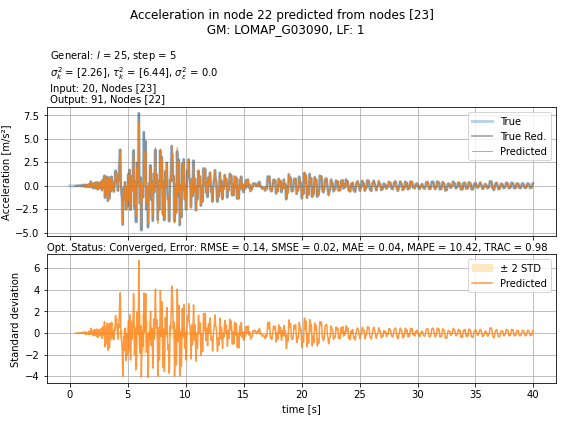 Acceleration in node 22 predicted from nodes [23]
GM: LOMAP_G03090, LF: 1
General: l = 25, step = 5
σ²ₖ = [2.26], τ²ₖ = [6.44], σ²ε = 0.0
Input: 20, Nodes [23]
Output: 91, Nodes [22]
Acceleration [m/s²]
7.5
5.0
2.5
0.0
−2.5
−5.0
True
True Red.
Predicted
Opt. Status: Converged, Error: RMSE = 0.14, SMSE = 0.02, MAE = 0.04, MAPE = 10.42, TRAC = 0.98
Standard deviation
6
4
2
0
−2
−4
± 2 STD
Predicted
0 5 10 15 20 25 30 35 40
time [s]